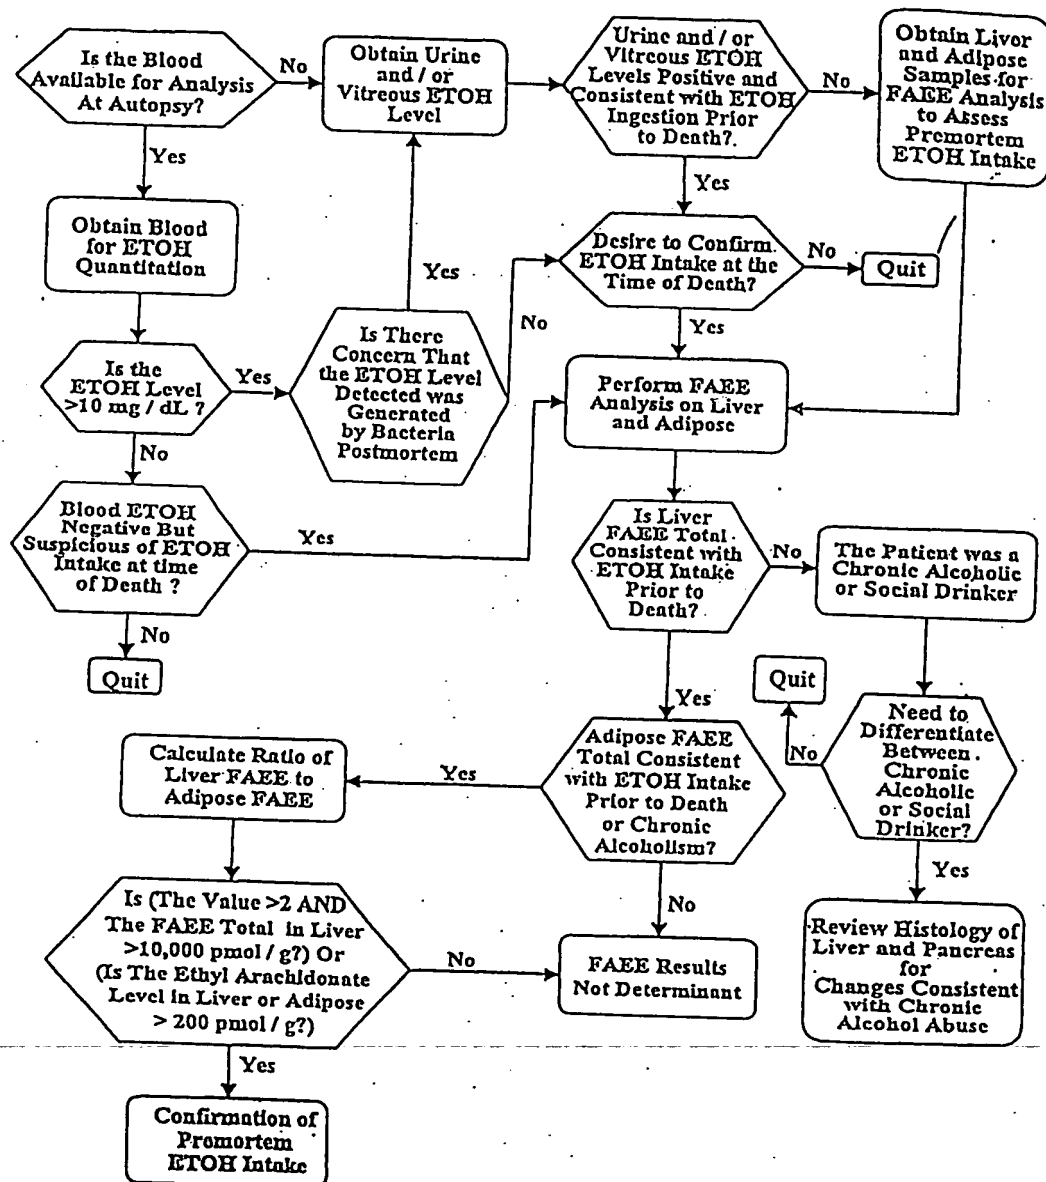 Is the Blood
Available for Analysis
At Autopsy?
No
Obtain Urine
and / or
Vitreous ETOH
Level
Urine and / or
Vitreous ETOH
Levels Positive and
Consistent with ETOH
Ingestion Prior
to Death?
No
Obtain Livor
and Adipose
Samples for
FAEE Analysis
to Assess
Premortem
ETOH Intake
Yes
Yes
Obtain Blood
for ETOH
Quantitation
Yes
Desire to Confirm
ETOH Intake at the
Time of Death?
No
Quit
No
Yes
Is the
ETOH Level
>10 mg / dL ?
Yes
Is There
Concern That
the ETOH Level
Detected was
Generated
by Bacteria
Postmortem
Perform FAEE
Analysis on Liver
and Adipose
No
Blood ETOH
Negative But
Suspicious of ETOH
Intake at time
of Death ?
Yes
Is Liver
FAEE Total
Consistent with
ETOH Intake
Prior to
Death?
No
The Patient was a
Chronic Alcoholic
or Social Drinker
No
Quit
Yes
Quit
Need to
Differentiate
Between
Chronic
Alcoholic
or Social
Drinker?
No
Calculate Ratio of
Liver FAEE to
Adipose FAEE
Yes
Adipose FAEE
Total Consistent
with ETOH Intake
Prior to Death
or Chronic
Alcoholism?
Yes
No
Is (The Value >2 AND
The FAEE Total in Liver
>10,000 pmol / g?) Or
(Is The Ethyl Arachidonate
Level in Liver or Adipose
> 200 pmol / g?)
No
FAEE Results
Not Determinant
Review Histology of
Liver and Pancreas
for
Changes Consistent
with Chronic
Alcohol Abuse
Yes
Confirmation of
Promortem
ETOH Intake